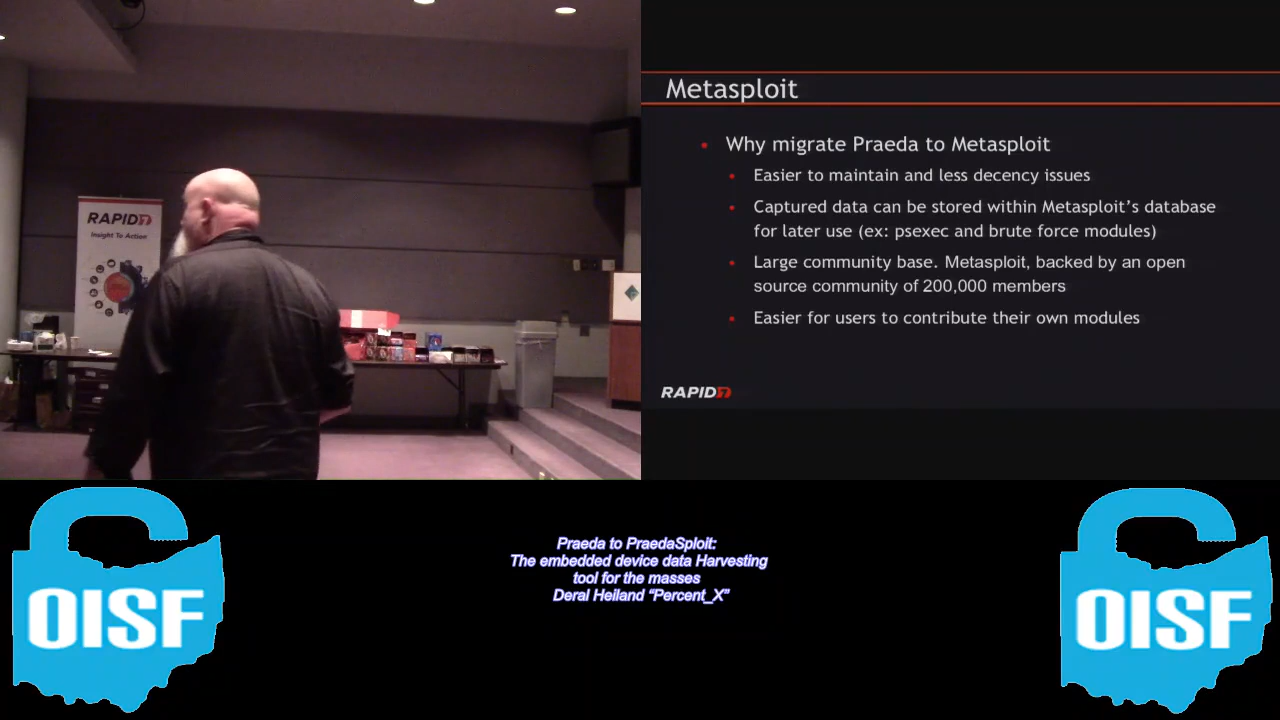 RAPID7
Insight To Action
Metasploit
Why migrate Praeda to Metasploit
Easier to maintain and less decency issues
Captured data can be stored within Metasploit's database
for later use (ex: psexec and brute force modules)
Large community base. Metasploit, backed by an open
source community of 200,000 members
Easier for users to contribute their own modules
RAPID7
OISF
Praeda to PraedaSploit:
The embedded device data Harvesting
tool for the masses
Deral Heiland “Percent_X”
OISF